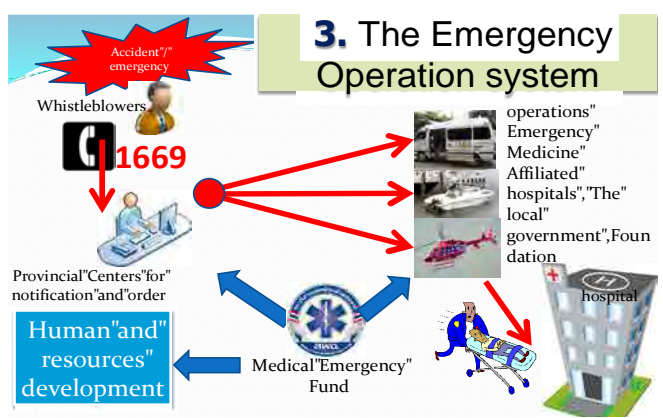 3. The Emergency
Operation system
Accident"/"
emergency
Whistleblowers
1669
Provincial"Centers"for"
notification"and"order
operations"
Emergency"
Medicine"
Affiliated"
hospitals","The"
local"
government",Foun
dation
H
hospital
Human"and"
resources"
development
Medical"Emergency"
Fund